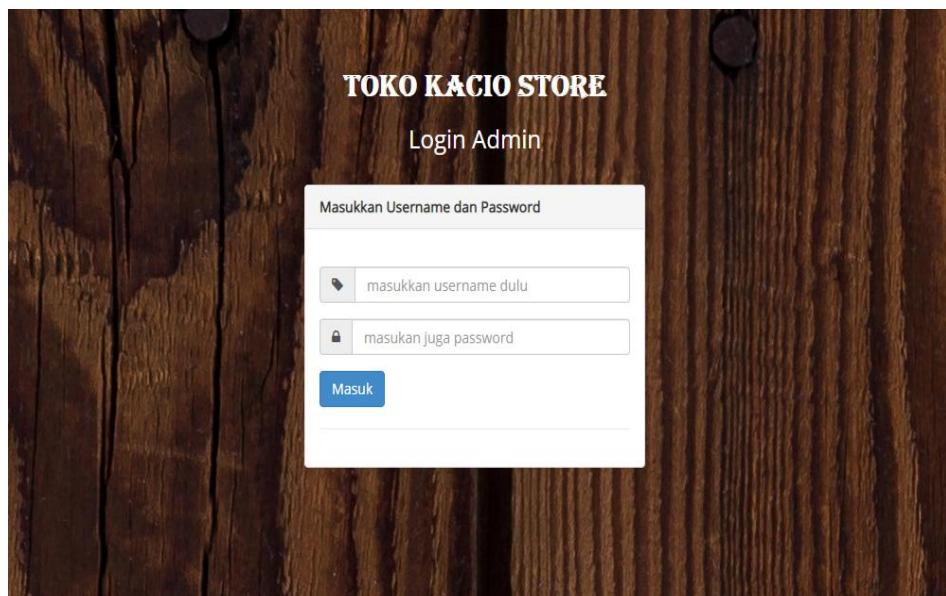 TOKO KACIO STORE
Login Admin
Masukkan Username dan Password
masukkan username dulu
masukan juga password
Masuk